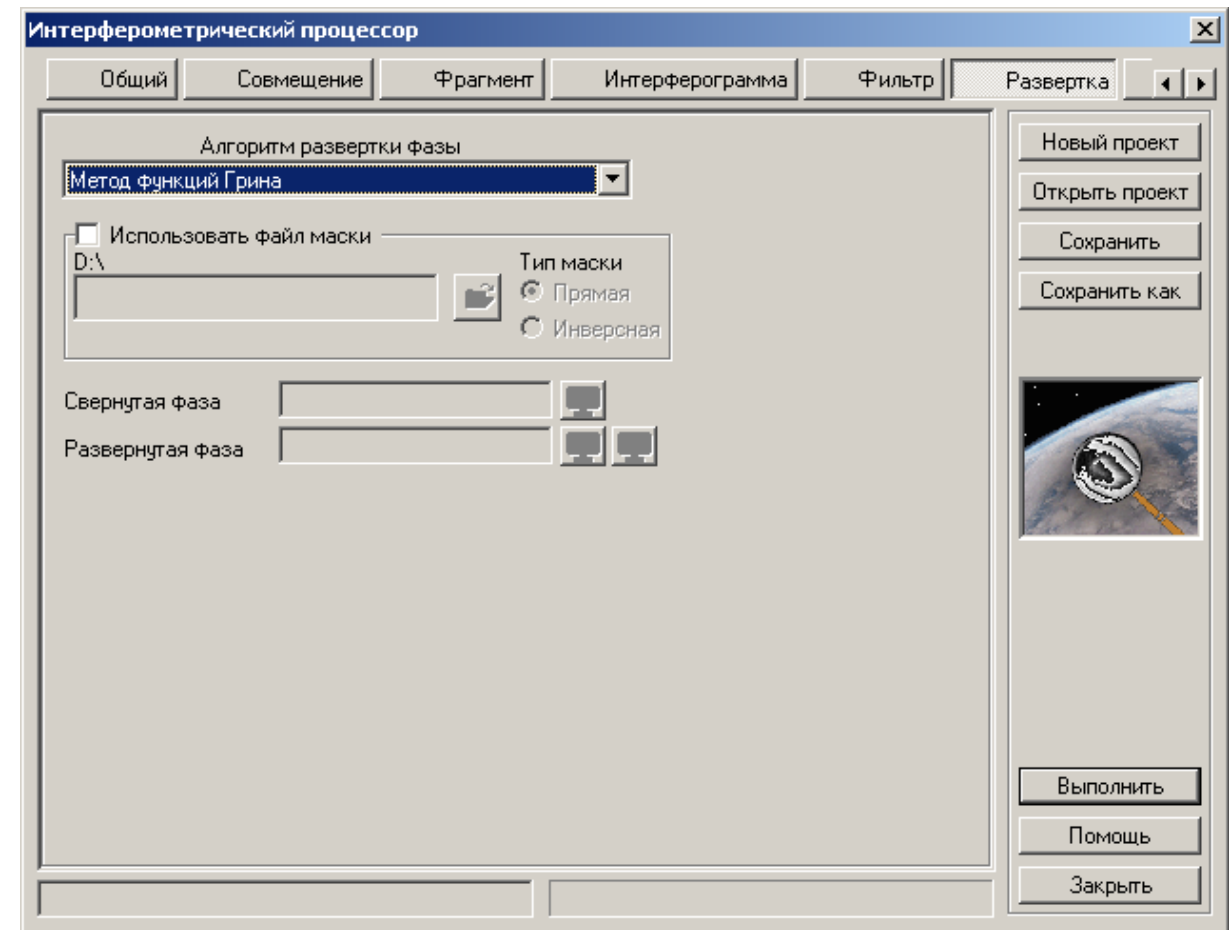 Интерферометрический процессор
Общий Совмещение Фрагмент Интерферограмма Фильтр Развертка
Алгоритм развертки фазы
Метод функций Грина
Использовать файл маски
D:\
Тип маски
Прямая
Инверсная
Свернутая фаза
Развернутая фаза
Новый проект
Открыть проект
Сохранить
Сохранить как
Выполнить
Помощь
Закрыть